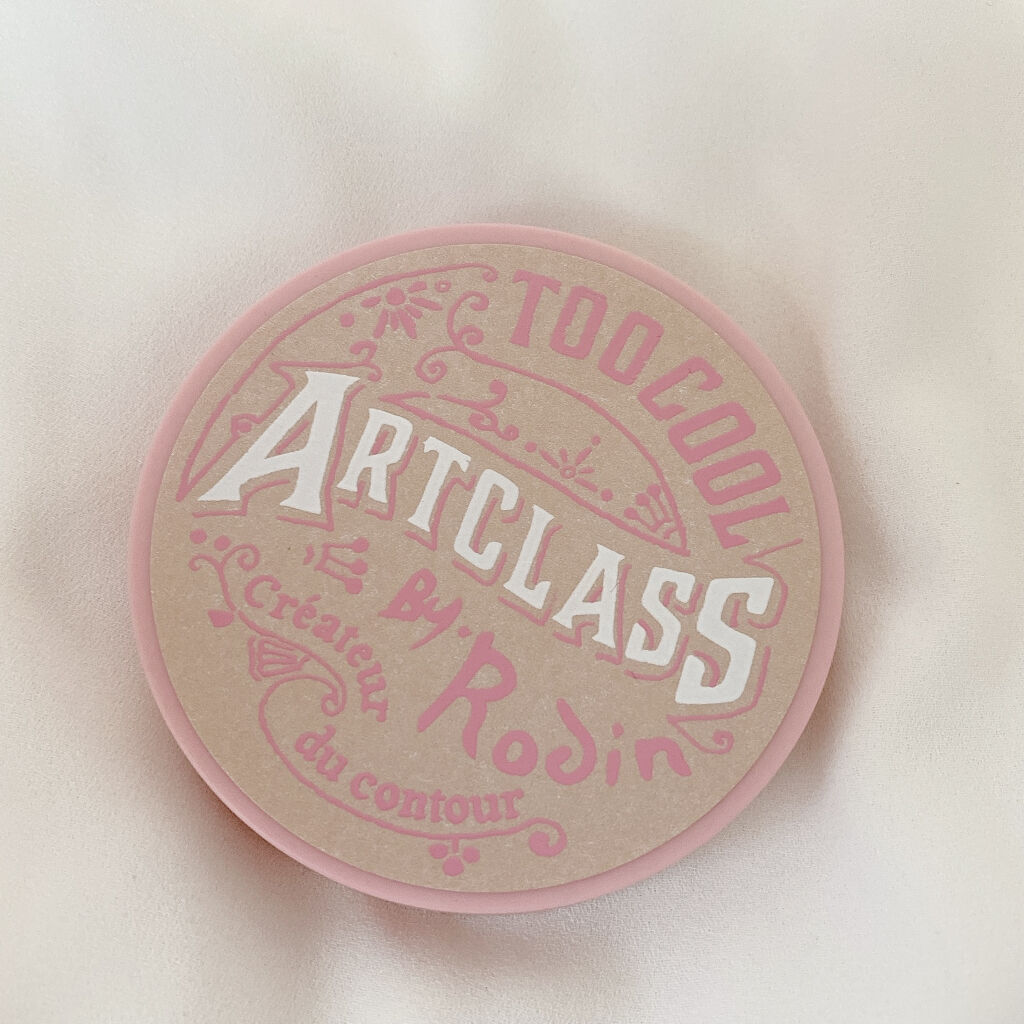 TOO COOL
ARTCLASS
BY. Rodin
Créateur
du contour